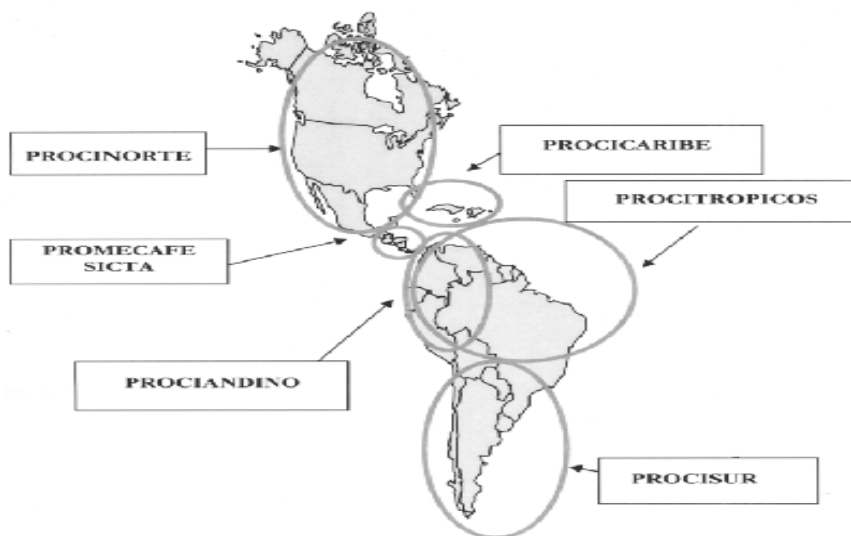 PROCINORTE
PROCICARIBE
PROCITROPICOS
PROMECAFE
SICTA
PROCIANDINO
PROCISUR